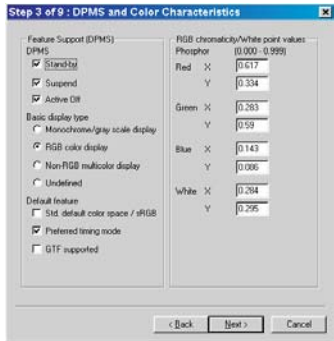 Step 3 of 9 : DPMS and Color Characteristics
Feature Support (DPMS)
DPMS
Stand-by
Suspend
Active Off
Basic display type
Monochrome/gray scale display
RGB color display
Non-RGB multicolor display
Undefined
Default feature
Std. default color space / sRGB
Preferred timing mode
GTF supported
RGB chromaticity/White point values
Phosphor (0.000 - 0.999)
Red X 0.617
Y 0.334
Green X 0.283
Y 0.59
Blue X 0.143
Y 0.086
White X 0.284
Y 0.295
< Back Next > Cancel